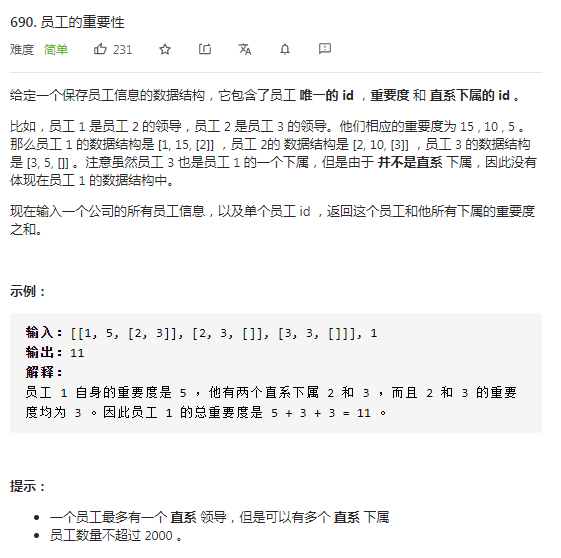 690. 员工的重要性
难度 简单 231
给定一个保存员工信息的数据结构，它包含了员工 唯一的 id ，重要度 和 直系下属的 id 。
比如，员工 1 是员工 2 的领导，员工 2 是员工 3 的领导。他们相应的重要度为 15 , 10 , 5 。
那么员工 1 的数据结构是 [1, 15, [2]] ，员工 2的 数据结构是 [2, 10, [3]] ，员工 3 的数据结构
是 [3, 5, []] 。注意虽然员工 3 也是员工 1 的一个下属，但是由于 并不是直系 下属，因此没有
体现在员工 1 的数据结构中。
现在输入一个公司的所有员工信息，以及单个员工 id ，返回这个员工和他所有下属的重要度
之和。
示例：
输入：[[1, 5, [2, 3]], [2, 3, []], [3, 3, []]], 1
输出：11
解释：
员工 1 自身的重要度是 5 ，他有两个直系下属 2 和 3 ，而且 2 和 3 的重要
度均为 3 。因此员工 1 的总重要度是 5 + 3 + 3 = 11 。
提示：
• 一个员工最多有一个 直系 领导，但是可以有多个 直系 下属
• 员工数量不超过 2000 。